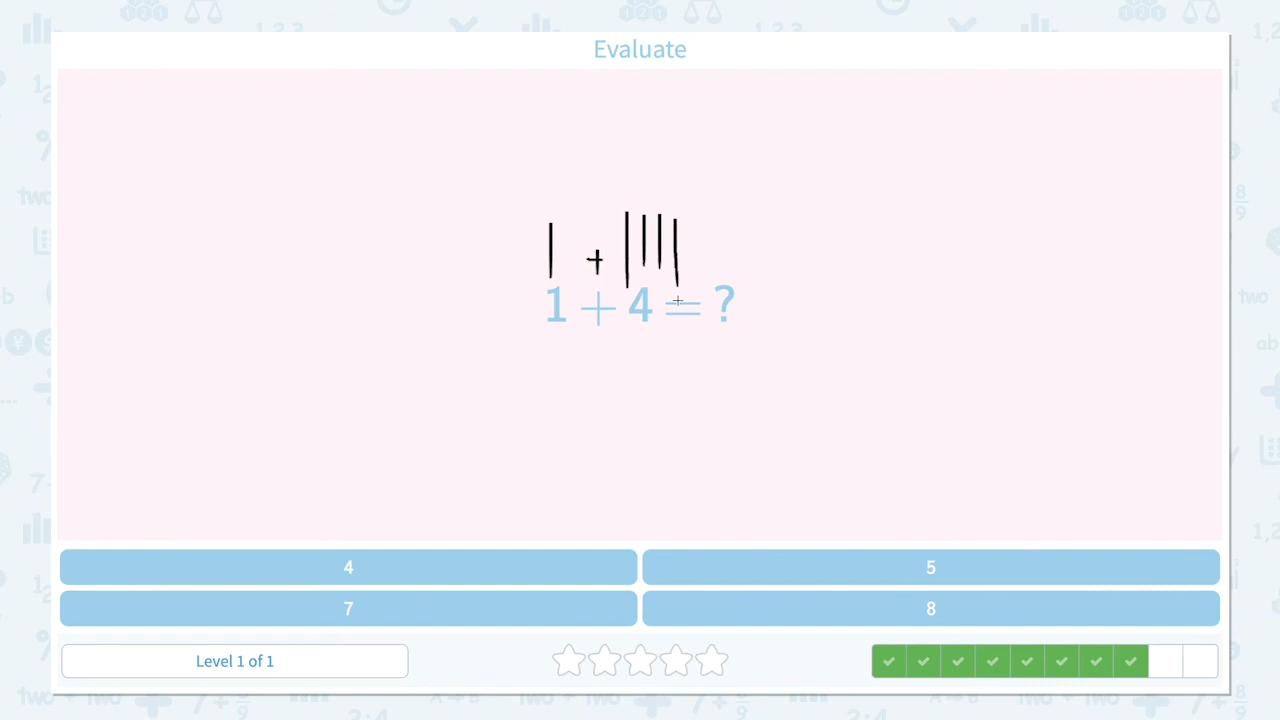 Evaluate
+
1 + 4 = ?
4
5
7
8
Level 1 of 1